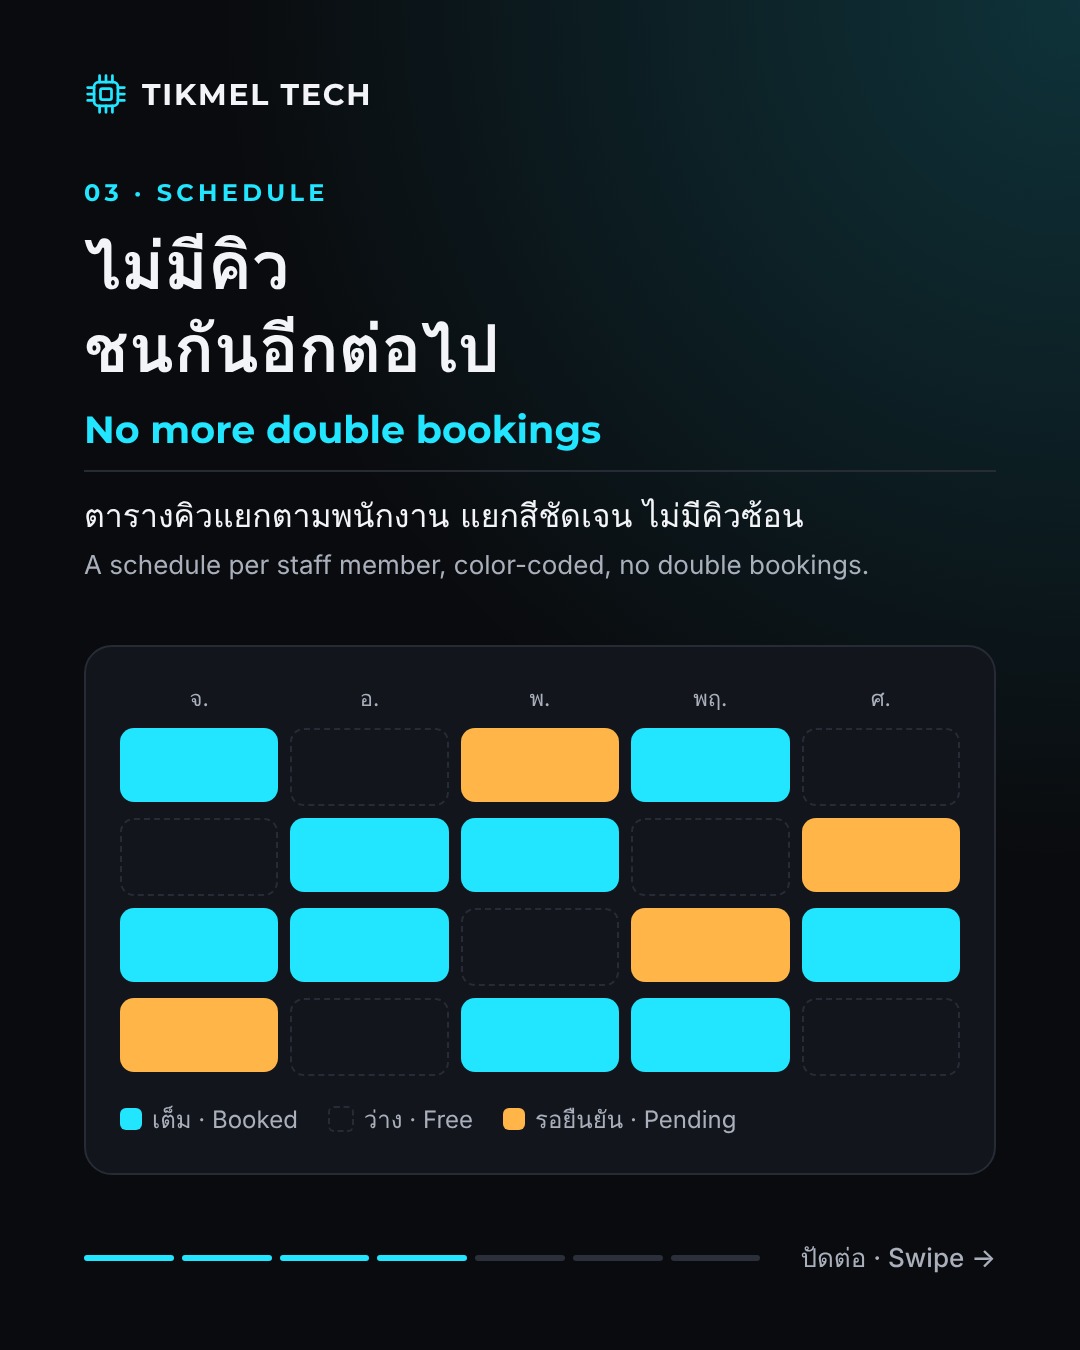 TIKMEL TECH
03 · SCHEDULE
ไม่มีคิว
ชนกันอีกต่อไป
No more double bookings
ตารางคิวแยกตามพนักงาน แยกสีชัดเจน ไม่มีคิวซ้อน
A schedule per staff member, color-coded, no double bookings.
จ. อ. พ. พฤ. ศ.
เต็ม · Booked ว่าง · Free รอยืนยัน · Pending
ปัดต่อ · Swipe →